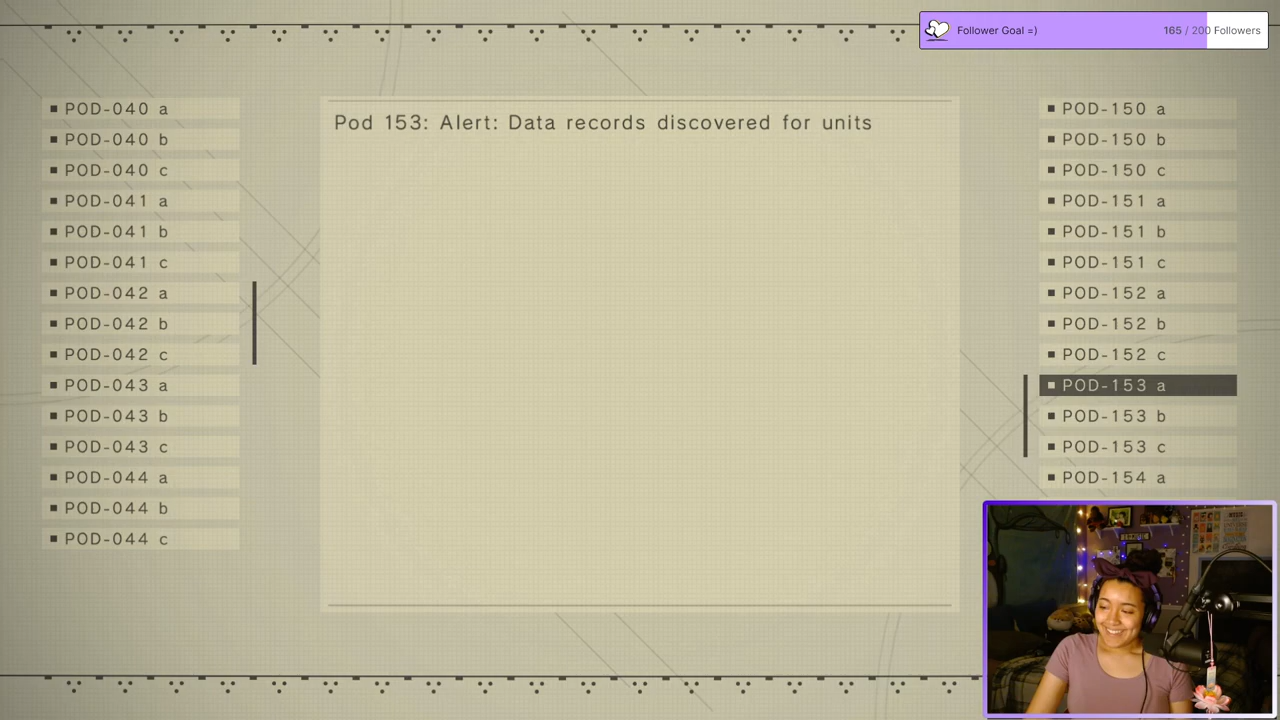 Follower Goal =)
165 / 200 Followers
POD-040 a
POD-040 b
POD-040 c
POD-041 a
POD-041 b
POD-041 c
POD-042 a
POD-042 b
POD-042 c
POD-043 a
POD-043 b
POD-043 c
POD-044 a
POD-044 b
POD-044 c
Pod 153: Alert: Data records discovered for units
POD-150 a
POD-150 b
POD-150 c
POD-151 a
POD-151 b
POD-151 c
POD-152 a
POD-152 b
POD-152 c
POD-153 a
POD-153 b
POD-153 c
POD-154 a